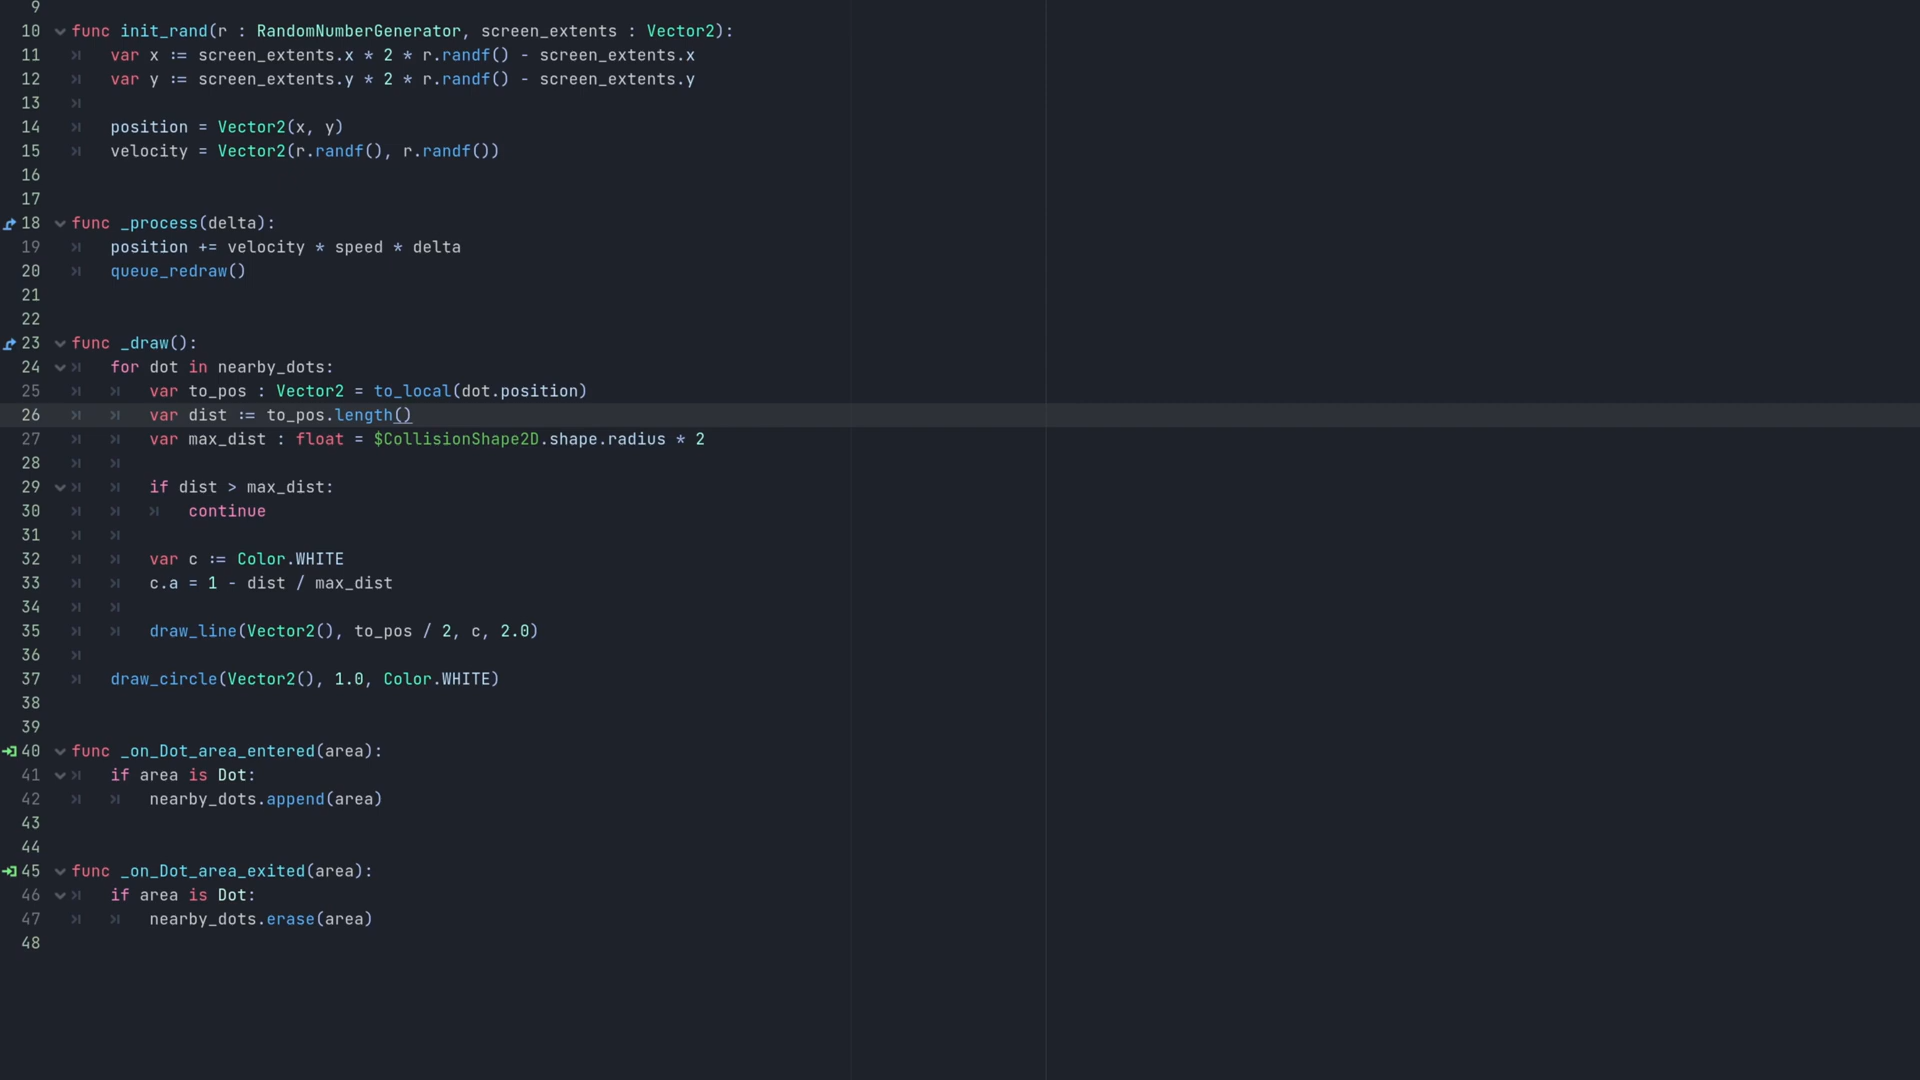 9
10 func init_rand(r : RandomNumberGenerator, screen_extents : Vector2):
11 var x := screen_extents.x * 2 * r.randf() - screen_extents.x
12 var y := screen_extents.y * 2 * r.randf() - screen_extents.y
13
14 position = Vector2(x, y)
15 velocity = Vector2(r.randf(), r.randf())
16
17
18 func _process(delta):
19 position += velocity * speed * delta
20 queue_redraw()
21
22
23 func _draw():
24 for dot in nearby_dots:
25 var to_pos : Vector2 = to_local(dot.position)
26 var dist := to_pos.length()
27 var max_dist : float = $CollisionShape2D.shape.radius * 2
28
29 if dist > max_dist:
30 continue
31
32 var c := Color.WHITE
33 c.a = 1 - dist / max_dist
34
35 draw_line(Vector2(), to_pos / 2, c, 2.0)
36
37 draw_circle(Vector2(), 1.0, Color.WHITE)
38
39
40 func _on_Dot_area_entered(area):
41 if area is Dot:
42 nearby_dots.append(area)
43
44
45 func _on_Dot_area_exited(area):
46 if area is Dot:
47 nearby_dots.erase(area)
48